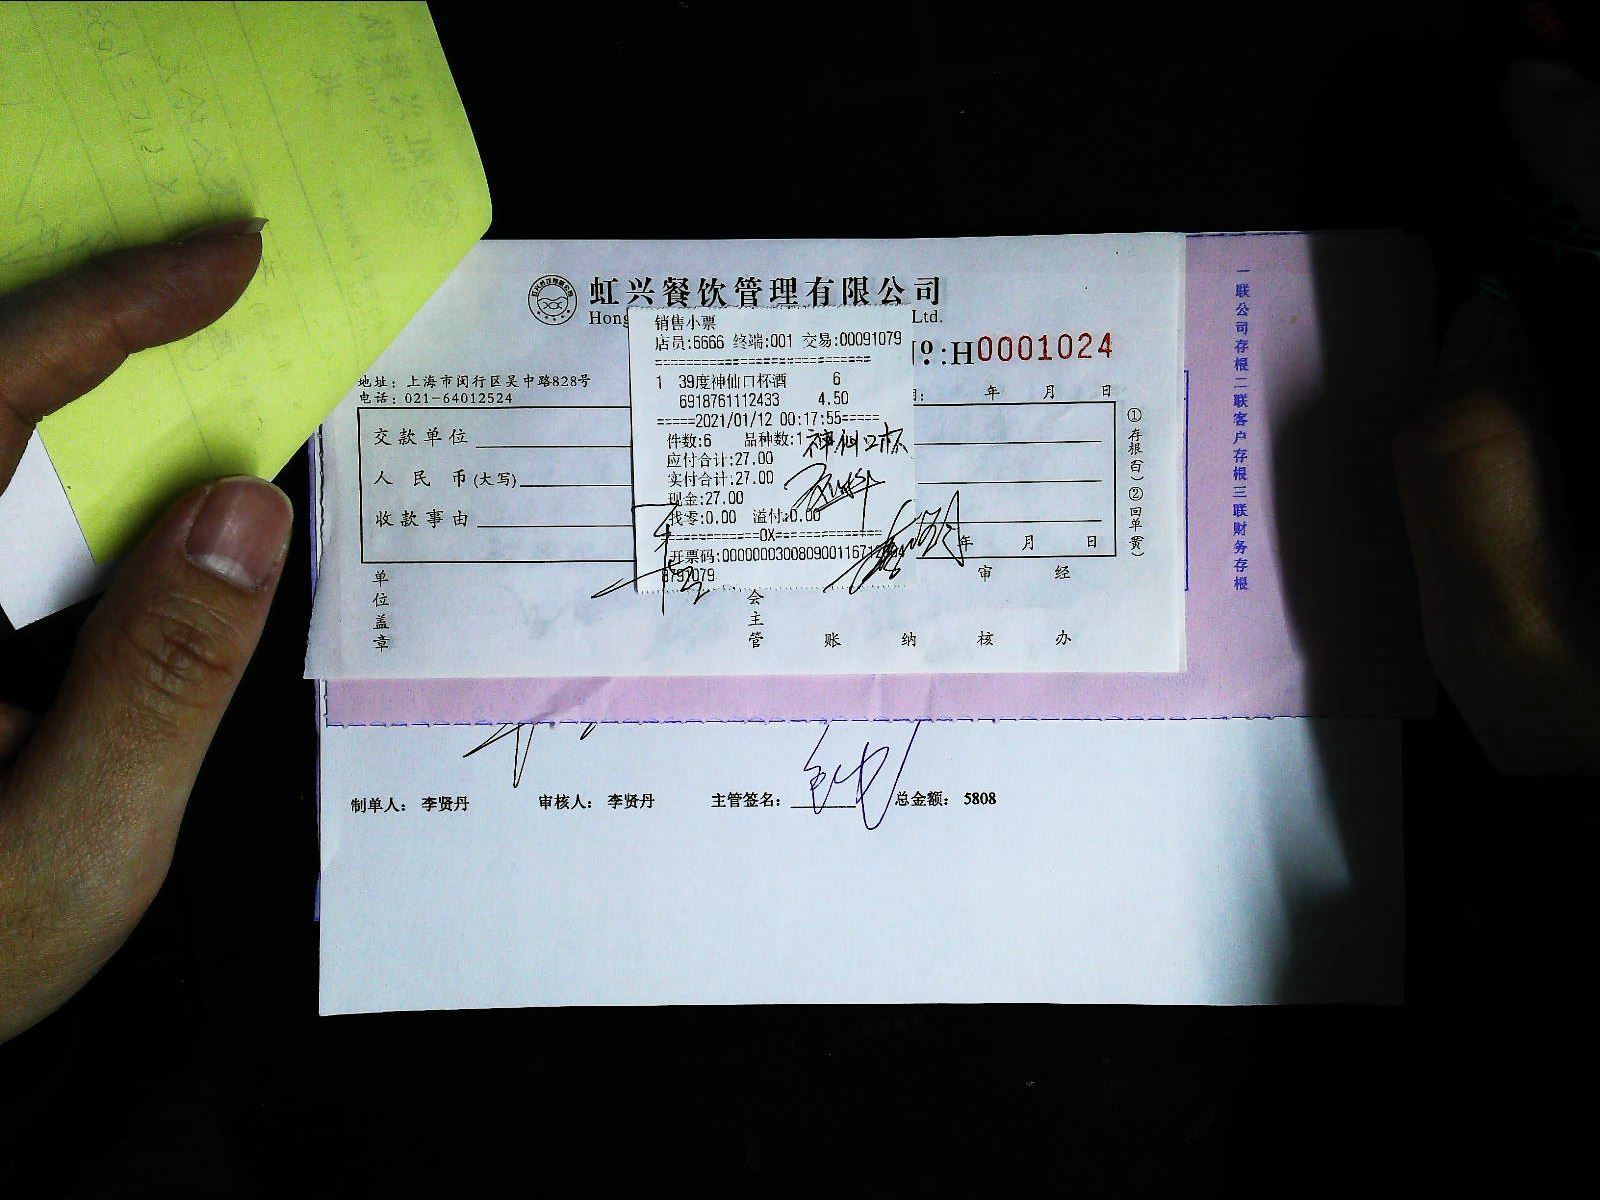 虹兴餐饮管理有限公司
Hong
Ltd.
销售小票
店员:6666 终端:001 交易:00091079
======================
1 39度神仙口杯酒 6
6918761112433 4.50
=====2021/01/12 00:17:55=====
件数:6 品种数:1
神仙口杯
应付合计:27.00
实付合计:27.00
现金:27.00
找零:0.00 溢付:0.00
开票码:
8791079
H0001024
地址: 上海市闵行区吴中路828号
电话: 021-64012524
年 月 日
交款单位
人民币(大写)
收款事由
年 月 日
①存根(白)②回单(黄)
单位盖章
会主管
账
出纳
审核
经办
一联公司存根二联客户存根三联财务存根
制单人: 李贤丹 审核人: 李贤丹 主管签名: 总金额: 5808